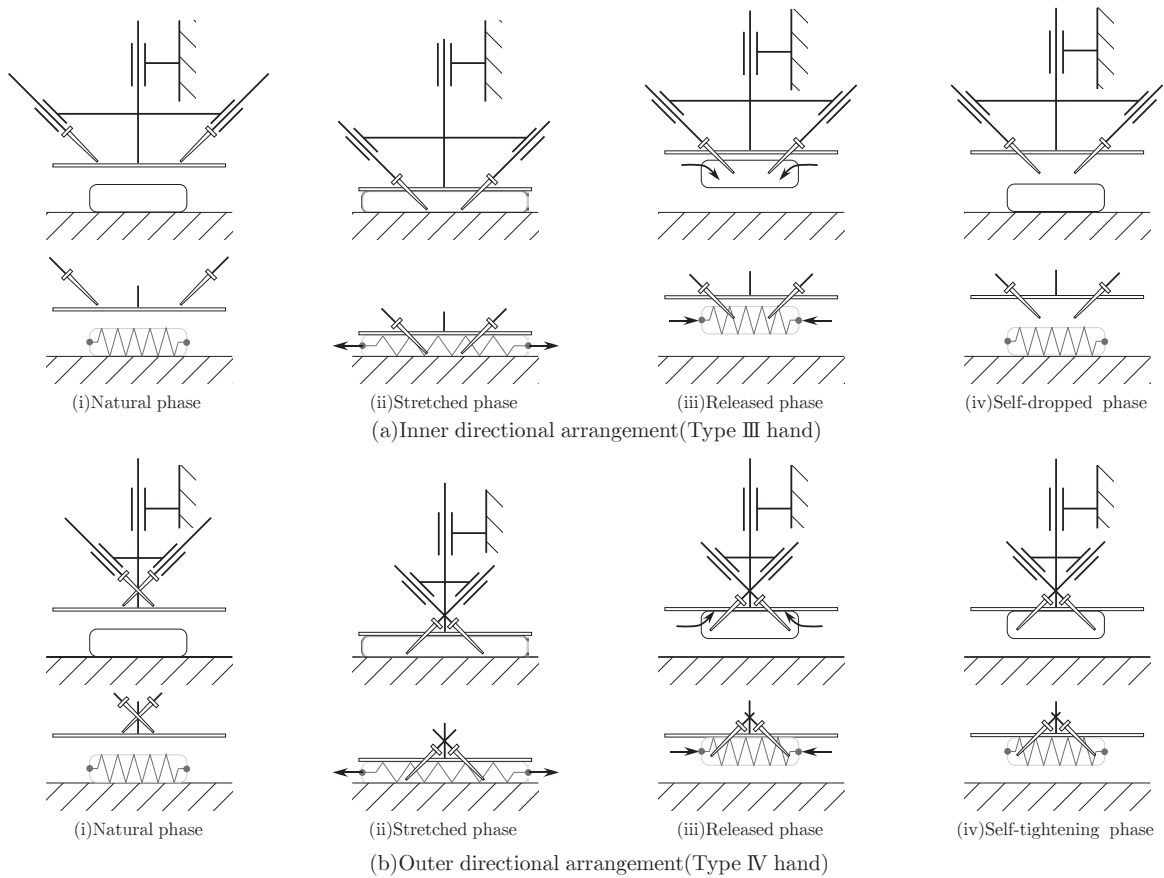 (i)Natural phase
(ii)Stretched phase
(iii)Released phase
(iv)Self-dropped phase
(a)Inner directional arrangement(Type Ⅲ hand)
(i)Natural phase
(ii)Stretched phase
(iii)Released phase
(iv)Self-tightening phase
(b)Outer directional arrangement(Type Ⅳ hand)